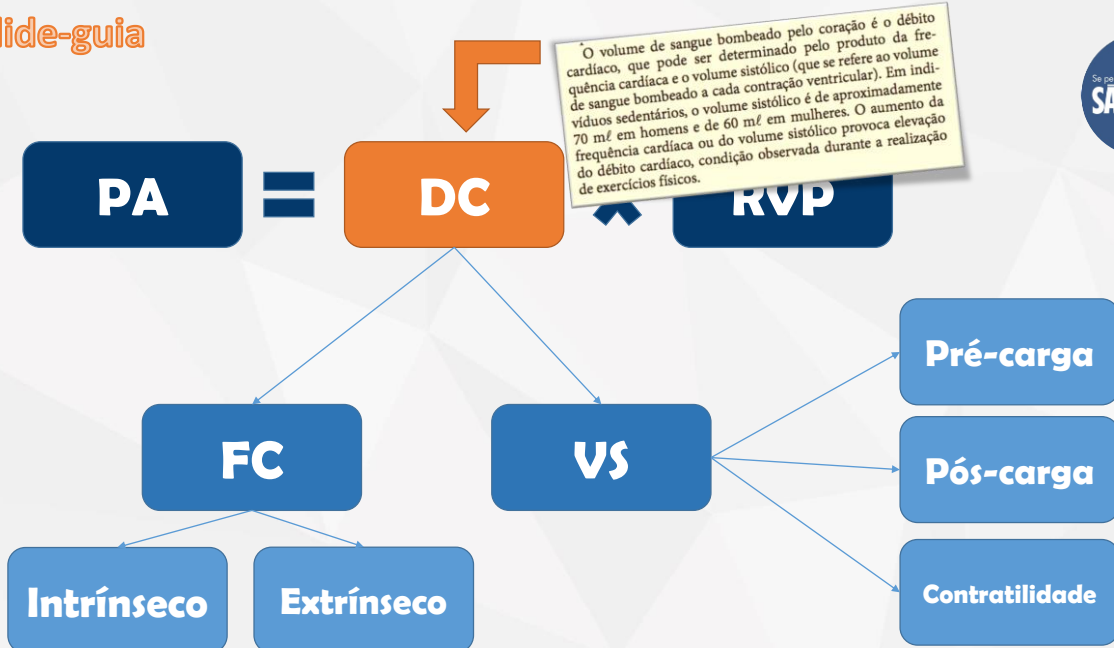 lide-guia
O volume de sangue bombeado pelo coração é o débito
cardíaco, que pode ser determinado pelo produto da fre-
quência cardíaca e o volume sistólico (que se refere ao volume
de sangue bombeado a cada contração ventricular). Em indi-
víduos sedentários, o volume sistólico é de aproximadamente
70 mℓ em homens e de 60 mℓ em mulheres. O aumento da
frequência cardíaca ou do volume sistólico provoca elevação
do débito cardíaco, condição observada durante a realização
de exercícios físicos.
Se pe
SA
PA = DC * RVP
Pré-carga
FC
VS
Pós-carga
Intrínseco
Extrínseco
Contratilidade